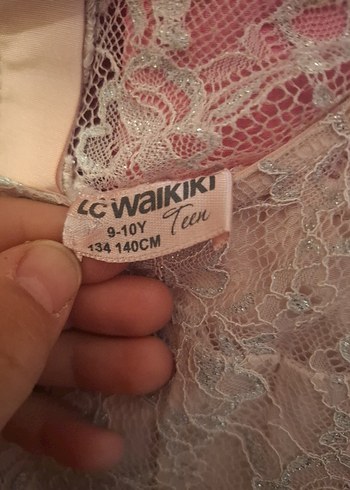 LC WAIKIKI
Teen
9-10Y
134 140CM